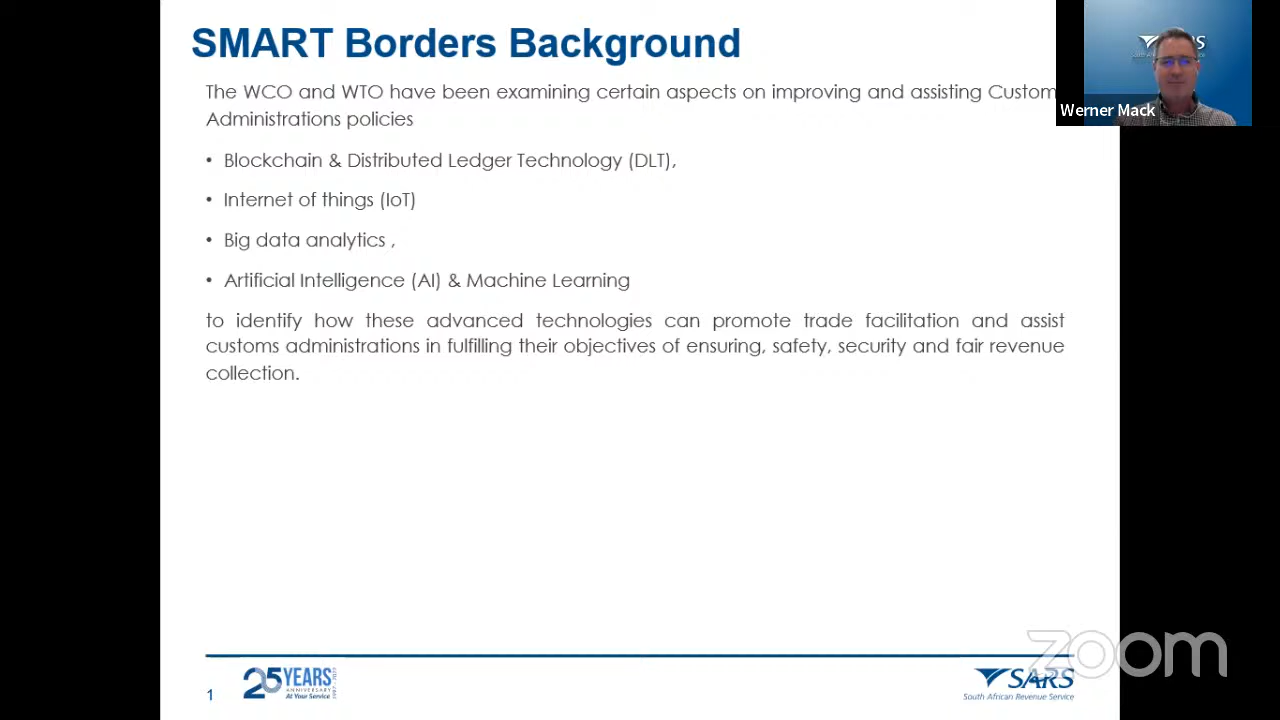 SMART Borders Background
The WCO and WTO have been examining certain aspects on improving and assisting Custom
Administrations policies
• Blockchain & Distributed Ledger Technology (DLT),
• Internet of things (IoT)
• Big data analytics ,
• Artificial Intelligence (AI) & Machine Learning
to identify how these advanced technologies can promote trade facilitation and assist
customs administrations in fulfilling their objectives of ensuring, safety, security and fair revenue
collection.
Werner Mack
1
25 YEARS
ANNIVERSARY
At Your Service
SARS
South African Revenue Service
zoom